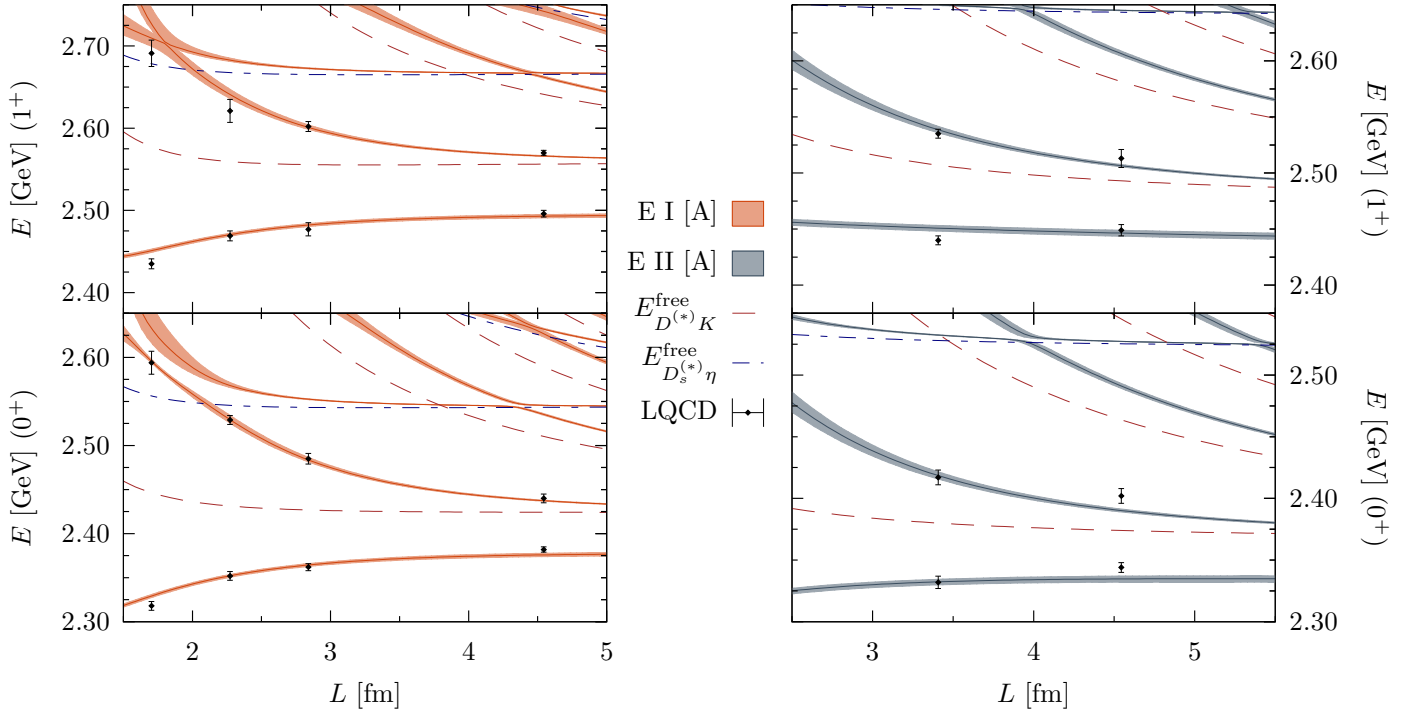 2.70
2.60
2.50
2.40
E [GeV] (1⁺)
2.60
2.50
2.40
2.30
E [GeV] (0⁺)
2 3 4 5
L [fm]
E I [A]
E II [A]
E^free_{D^(*) K}
E^free_{D_s^(*) η}
LQCD
2.60
2.50
2.40
E [GeV] (1⁺)
2.50
2.40
2.30
E [GeV] (0⁺)
3 4 5
L [fm]